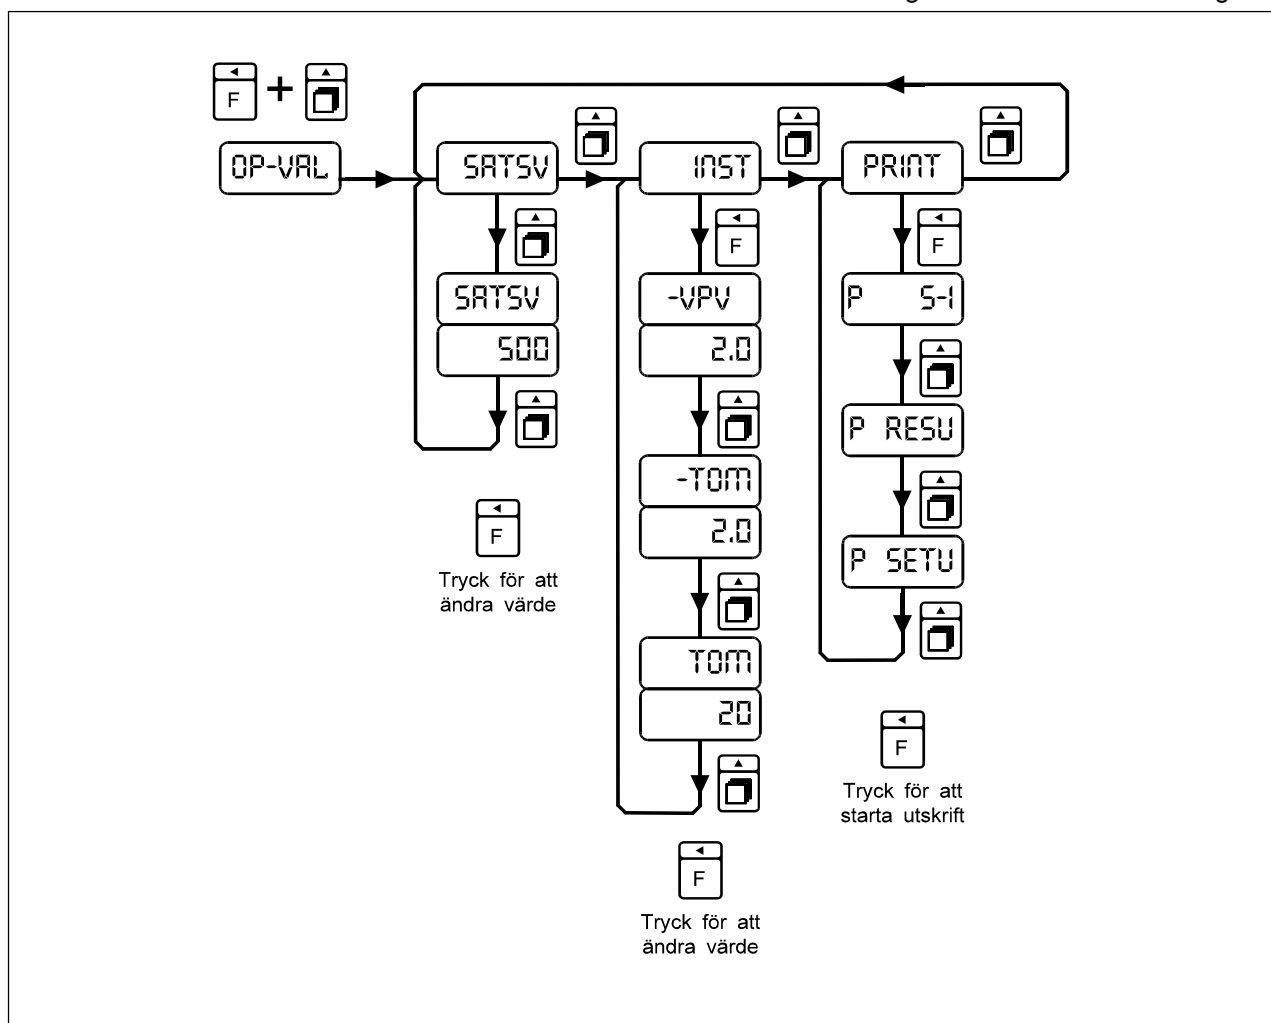 F +
OP-VAL
SATSV
INST
PRINT
F
F
SATSV
500
-VPV
2.0
P S-1
-TOM
2.0
P RESU
F
Tryck för att
ändra värde
P SETU
TOM
20
F
Tryck för att
starta utskrift
F
Tryck för att
ändra värde